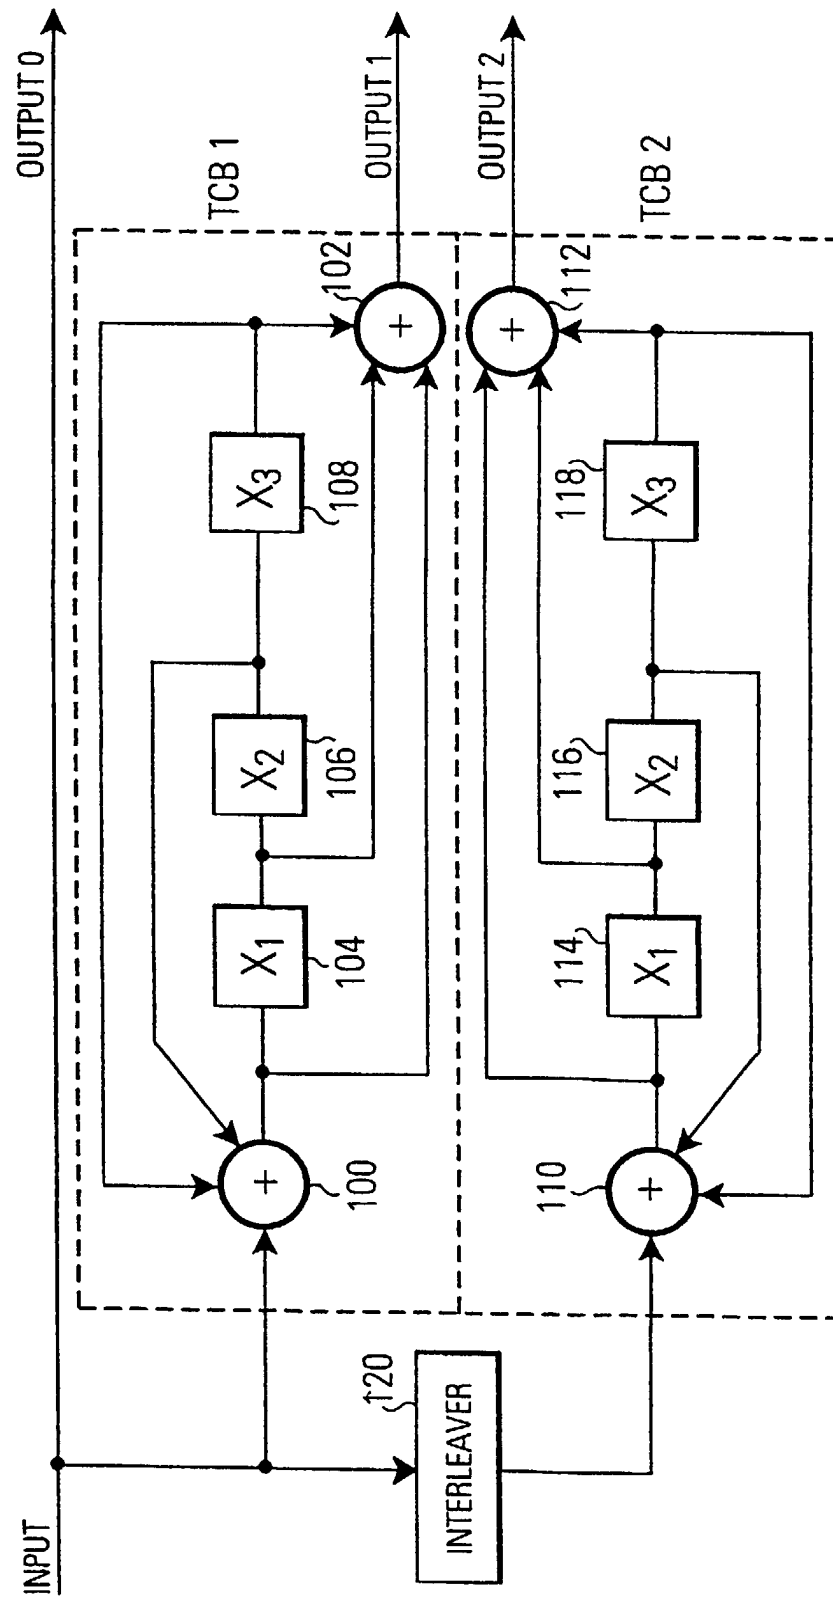 INPUT
OUTPUT 0
TCB 1
100
+
X1
104
X2
106
X3
108
102
+
OUTPUT 1
120
INTERLEAVER
TCB 2
110
+
X1
114
X2
116
X3
118
112
+
OUTPUT 2